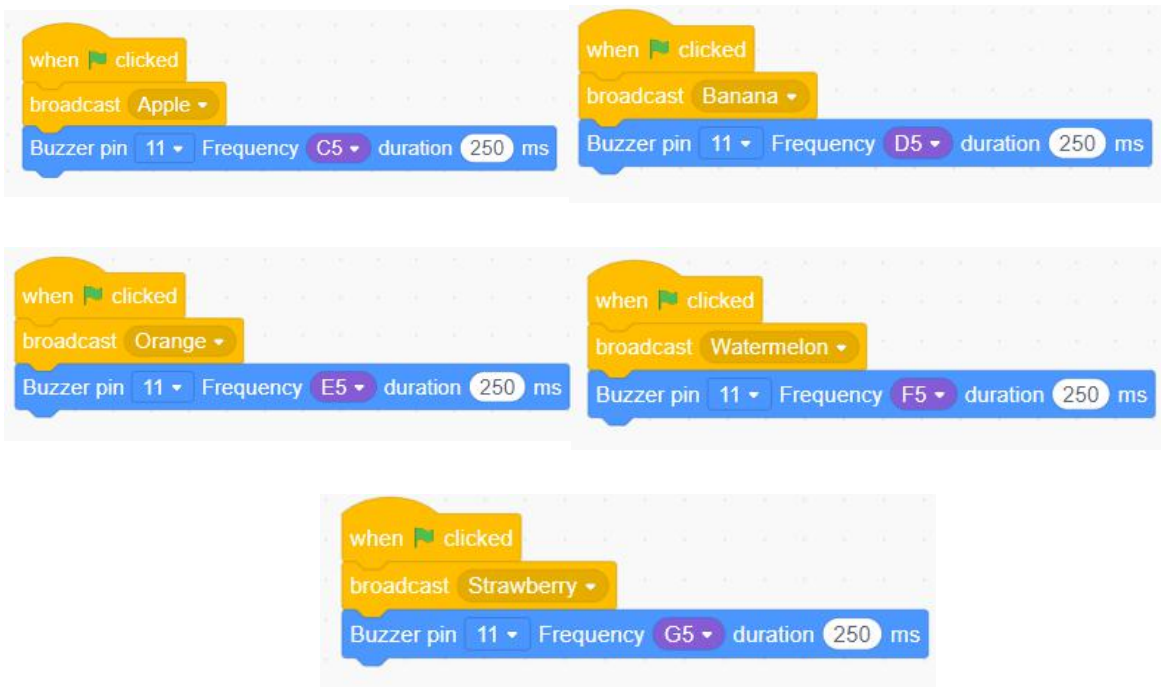 when clicked
broadcast Apple
Buzzer pin 11 Frequency C5 duration 250 ms
when clicked
broadcast Banana
Buzzer pin 11 Frequency D5 duration 250 ms
when clicked
broadcast Orange
Buzzer pin 11 Frequency E5 duration 250 ms
when clicked
broadcast Watermelon
Buzzer pin 11 Frequency F5 duration 250 ms
when clicked
broadcast Strawberry
Buzzer pin 11 Frequency G5 duration 250 ms